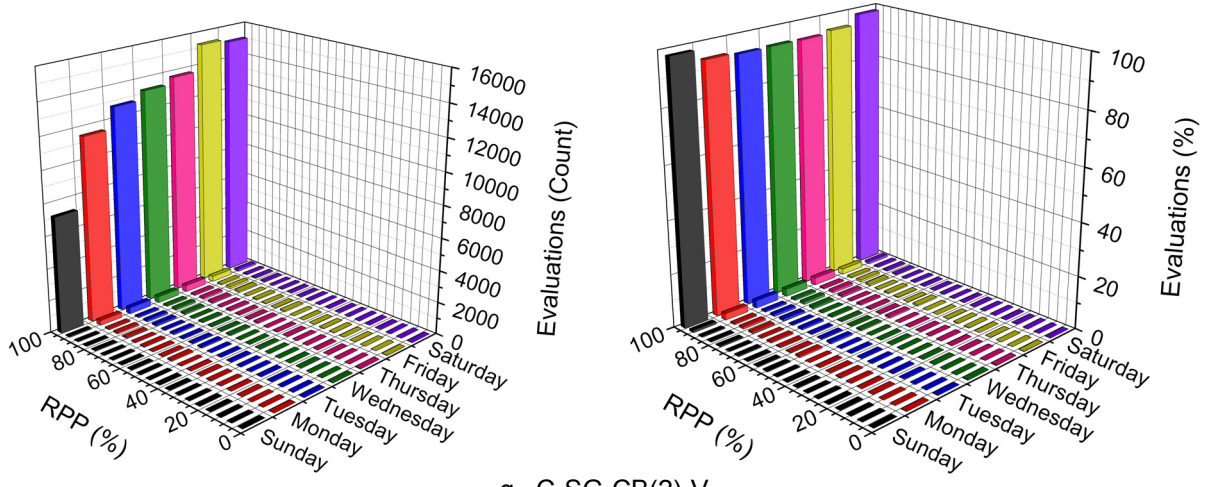 16000
14000
12000
10000
8000
6000
4000
2000
0
Evaluations (Count)
100
80
60
40
20
0
RPP (%)
Saturday
Friday
Thursday
Wednesday
Tuesday
Monday
Sunday
100
80
60
40
20
0
Evaluations (%)
100
80
60
40
20
0
RPP (%)
Saturday
Friday
Thursday
Wednesday
Tuesday
Monday
Sunday